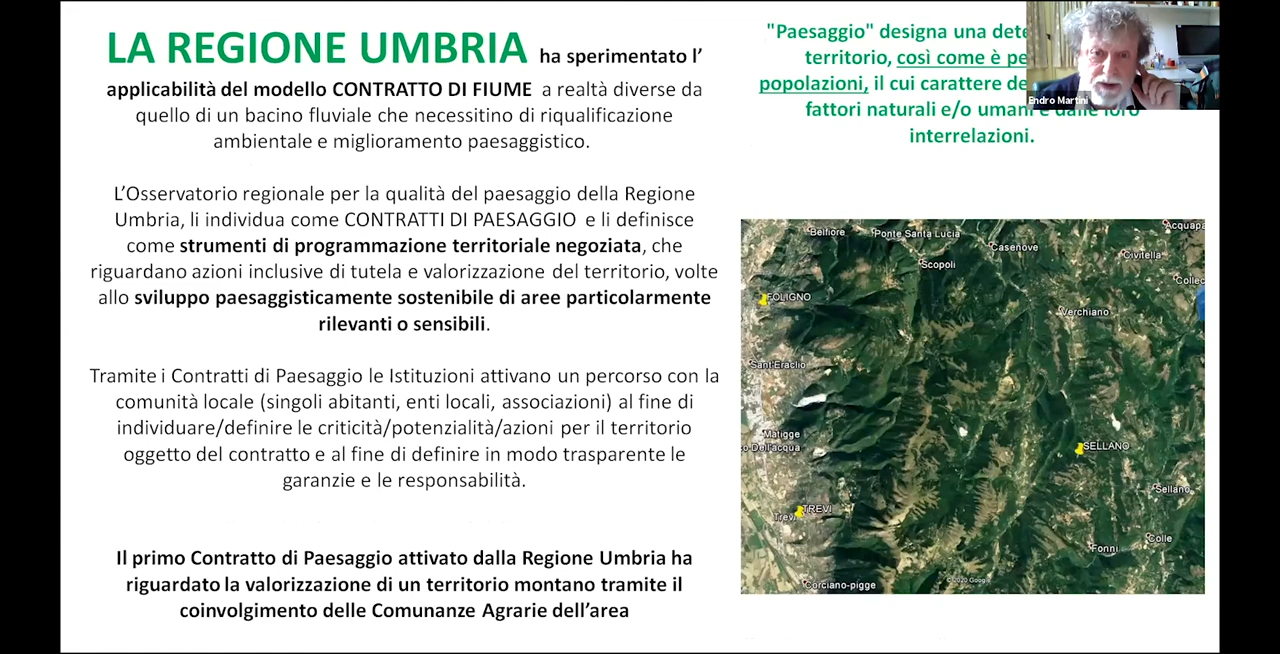 LA REGIONE UMBRIA ha sperimentato l’
applicabilità del modello CONTRATTO DI FIUME a realtà diverse da
quello di un bacino fluviale che necessitino di riqualificazione
ambientale e miglioramento paesaggistico.
L’Osservatorio regionale per la qualità del paesaggio della Regione
Umbria, li individua come CONTRATTI DI PAESAGGIO e li definisce
come strumenti di programmazione territoriale negoziata, che
riguardano azioni inclusive di tutela e valorizzazione del territorio, volte
allo sviluppo paesaggisticamente sostenibile di aree particolarmente
rilevanti o sensibili.
Tramite i Contratti di Paesaggio le Istituzioni attivano un percorso con la
comunità locale (singoli abitanti, enti locali, associazioni) al fine di
individuare/definire le criticità/potenzialità/azioni per il territorio
oggetto del contratto e al fine di definire in modo trasparente le
garanzie e le responsabilità.
Il primo Contratto di Paesaggio attivato dalla Regione Umbria ha
riguardato la valorizzazione di un territorio montano tramite il
coinvolgimento delle Comunanze Agrarie dell’area
"Paesaggio" designa una
territorio, così come è
popolazioni, il cui carattere
fattori naturali e/o umani e dalle loro
interrelazioni.
Endro Martini
Belfiore
Ponte Santa Lucia
Acquapa
Casenove
Civitella
Scopoli
Collec
FOLIGNO
Verchiano
Sant'Eraclio
Matigge
o Dell'acqua
SELLANO
Sellano
TREVI
Trevi
Colle
Fonni
Corciano-pigge
© 2020 Google